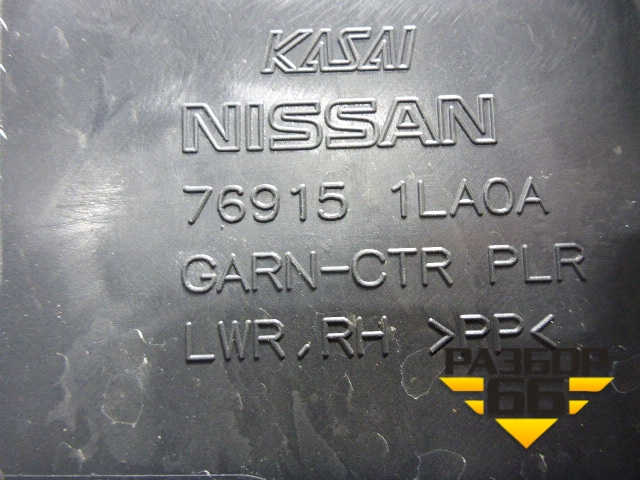 KASAI
NISSAN
76915 1LA0A
GARN-CTR PLR
LWR,RH >PP<
РАЗБОР
66